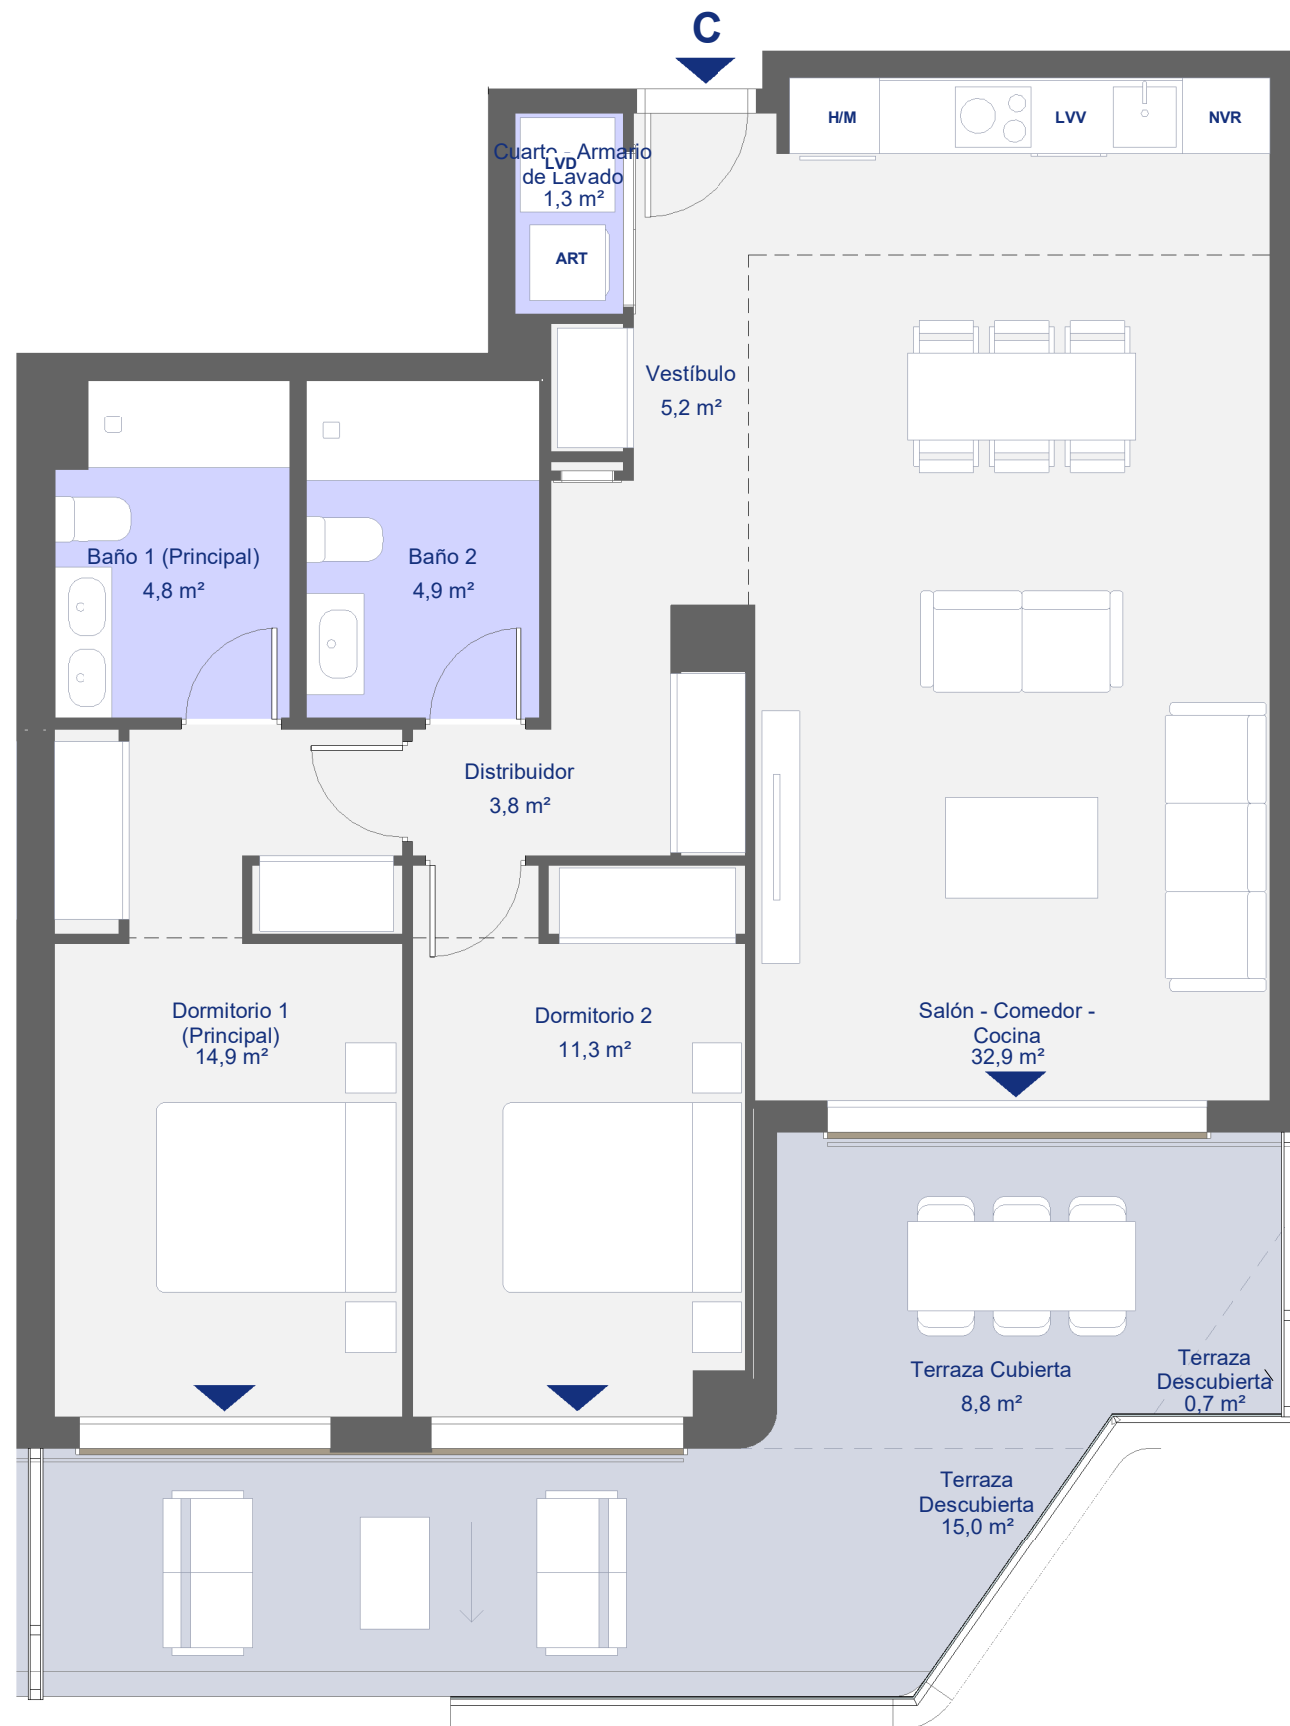 C
H/M
LVV
NVR
Cuarto - Armario
LVD
de Lavado
1,3 m²
ART
Vestíbulo
5,2 m²
Baño 1 (Principal)
4,8 m²
Baño 2
4,9 m²
Distribuidor
3,8 m²
Dormitorio 1
(Principal)
14,9 m²
Dormitorio 2
11,3 m²
Salón - Comedor -
Cocina
32,9 m²
Terraza Cubierta
8,8 m²
Terraza
Descubierta
0,7 m²
Terraza
Descubierta
15,0 m²